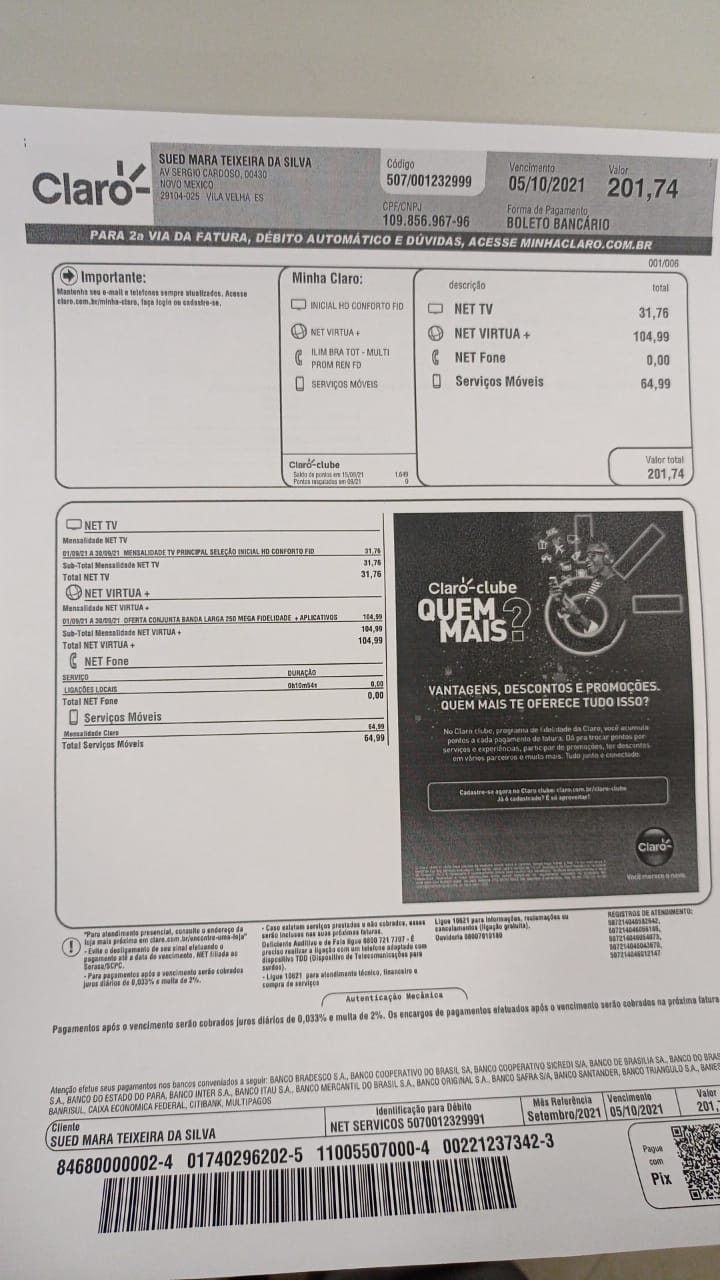 Claro
SUED MARA TEIXEIRA DA SILVA
AV SERGIO CARDOSO, 00430
NOVO MEXICO
29104-025 VILA VELHA ES
Código
507/001232999
CPF/CNPJ
109.856.967-96
Vencimento
05/10/2021
Valor
201,74
Forma de Pagamento
BOLETO BANCÁRIO
PARA 2a VIA DA FATURA, DÉBITO AUTOMÁTICO E DÚVIDAS, ACESSE MINHACLARO.COM.BR
001/006
Importante:
Mantenha seu e-mail e telefones sempre atualizados. Acesse
claro.com.br/minha-claro, faça login ou cadastre-se.
Minha Claro:
INICIAL HD CONFORTO FID
NET VIRTUA +
ILIM BRA TOT - MULTI
PROM REN FD
SERVIÇOS MÓVEIS
Claro-clube
Saldo de pontos em 15/09/21 1.649
Pontos resgatados em 09/21 0
descrição total
NET TV 31,76
NET VIRTUA + 104,99
NET Fone 0,00
Serviços Móveis 64,99
Valor total
201,74
NET TV
Mensalidade NET TV
01/09/21 A 30/09/21 MENSALIDADE TV PRINCIPAL SELEÇÃO INICIAL HD CONFORTO FID 31,76
Sub-Total Mensalidade NET TV 31,76
Total NET TV 31,76
NET VIRTUA +
Mensalidade NET VIRTUA +
01/09/21 A 30/09/21 OFERTA CONJUNTA BANDA LARGA 250 MEGA FIDELIDADE + APLICATIVOS 104,99
Sub-Total Mensalidade NET VIRTUA + 104,99
Total NET VIRTUA + 104,99
NET Fone
SERVIÇO DURAÇÃO
LIGAÇÕES LOCAIS 0h10m54s 0,00
Total NET Fone 0,00
Serviços Móveis
Mensalidade Claro 64,99
Total Serviços Móveis 64,99
Claro-clube
QUEM
MAIS?
VANTAGENS, DESCONTOS E PROMOÇÕES.
QUEM MAIS TE OFERECE TUDO ISSO?
No Claro clube, programa de fidelidade da Claro, você acumula
pontos a cada pagamento de fatura. Dá pra trocar pontos por
serviços e experiências, participar de promoções, ter descontos
em vários parceiros e muito mais. Tudo junto e conectado.
Cadastre-se agora no Claro clube: claro.com.br/claro-clube
Já é cadastrado? É só aproveitar!
Claro
Você merece o novo.
"Para atendimento presencial, consulte o endereço da
loja mais próxima em claro.com.br/encontre-uma-loja"
- Evite o desligamento de seu sinal efetuando o
pagamento até a data do vencimento. NET filiada ao
Serasa/SCPC.
- Para pagamentos após o vencimento serão cobrados
juros diários de 0,033% e multa de 2%.
- Caso existam serviços prestados e não cobrados, esses
serão inclusos nas suas próximas faturas.
Deficiente Auditivo e de Fala ligue 0800 721 7707 - É
preciso realizar a ligação com um telefone adaptado com
dispositivo TDD (Dispositivo de Telecomunicações para
surdos).
- Ligue 10621 para atendimento técnico, financeiro e
compra de serviços
Ligue 10621 para informações, reclamações ou
cancelamentos (ligação gratuita).
Ouvidoria 08007010180
REGISTROS DE ATENDIMENTO:
Autenticação Mecânica
Pagamentos após o vencimento serão cobrados juros diários de 0,033% e multa de 2%. Os encargos de pagamentos efetuados após o vencimento serão cobrados na próxima fatura
Atenção efetue seus pagamentos nos bancos conveniados a seguir: BANCO BRADESCO S.A., BANCO COOPERATIVO DO BRASIL SA, BANCO COOPERATIVO SICREDI S/A, BANCO DE BRASILIA SA., BANCO DO BRAS
S.A., BANCO DO ESTADO DO PARA, BANCO INTER S.A., BANCO ITAU S.A., BANCO MERCANTIL DO BRASIL S.A., BANCO ORIGINAL S.A., BANCO SAFRA S/A, BANCO SANTANDER, BANCO TRIANGULO S.A., BANES
BANRISUL, CAIXA ECONOMICA FEDERAL, CITIBANK, MULTIPAGOS
Cliente
SUED MARA TEIXEIRA DA SILVA
Identificação para Débito
NET SERVICOS 5070012329991
Mês Referência
Setembro/2021
Vencimento
05/10/2021
Valor
201,
84680000002-4 01740296202-5 11005507000-4 00221237342-3
Pague
com
Pix